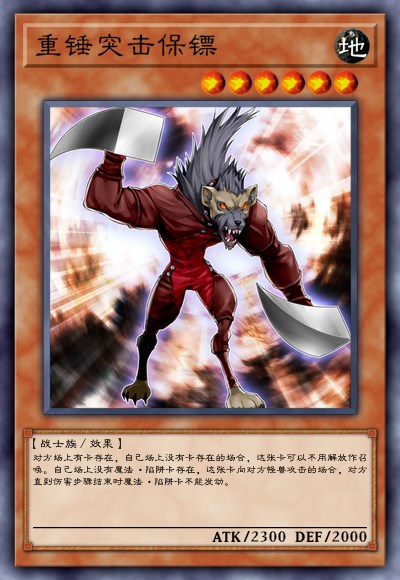 重锤突击保镖
地
【战士族／效果】
对方场上有卡存在，自己场上没有卡存在的场合，这张卡可以不用解放作召
唤。自己场上没有魔法·陷阱卡存在，这张卡向对方怪兽攻击的场合，对方
直到伤害步骤结束时魔法·陷阱卡不能发动。
ATK/2300 DEF/2000